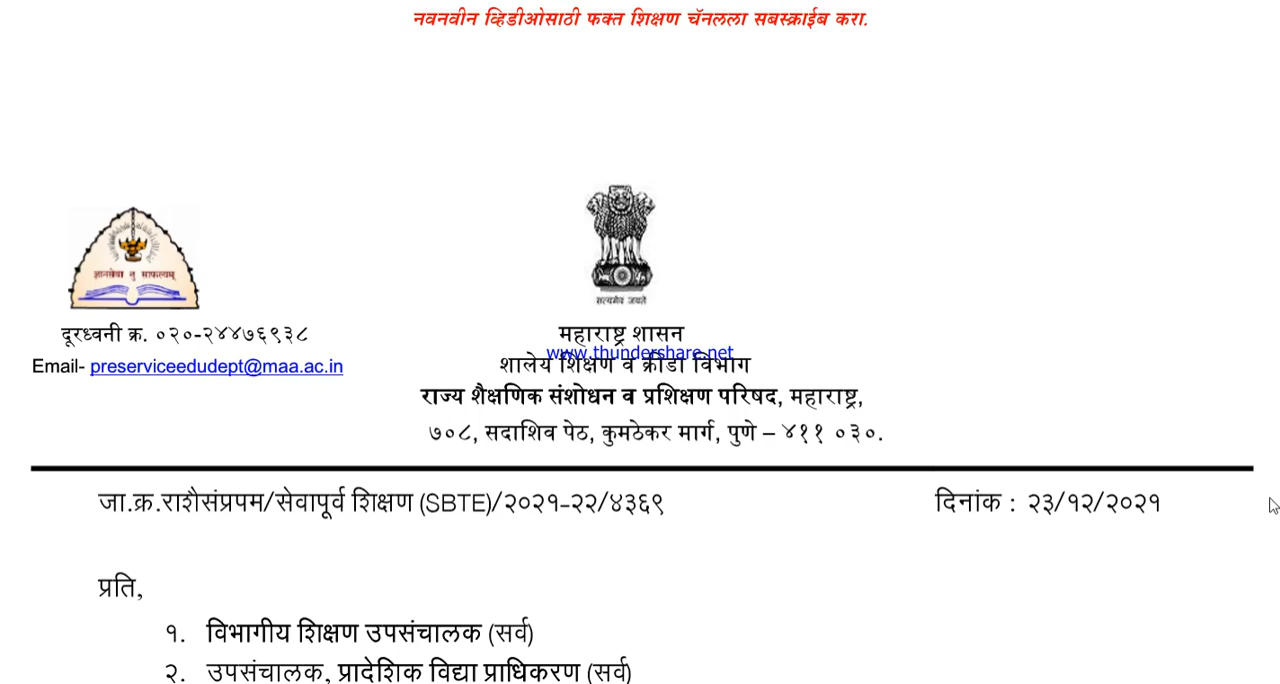 नवनवीन व्हिडीओसाठी फक्त शिक्षण चॅनलला सबस्क्राईब करा.
ज्ञानसेवा नु साफल्यम्
सत्यमेव जयते
दूरध्वनी क्र. ०२०-२४४७६९३८
Email- preserviceedudept@maa.ac.in
महाराष्ट्र शासन
www.thundershare.net
शालेय शिक्षण व क्रीडा विभाग
राज्य शैक्षणिक संशोधन व प्रशिक्षण परिषद, महाराष्ट्र,
७०८, सदाशिव पेठ, कुमठेकर मार्ग, पुणे – ४११ ०३०.
जा.क्र.राशैसंप्रपम/सेवापूर्व शिक्षण (SBTE)/२०२१-२२/४३६९ दिनांक : २३/१२/२०२१
प्रति,
१. विभागीय शिक्षण उपसंचालक (सर्व)
२. उपसंचालक, प्रादेशिक विद्या प्राधिकरण (सर्व)